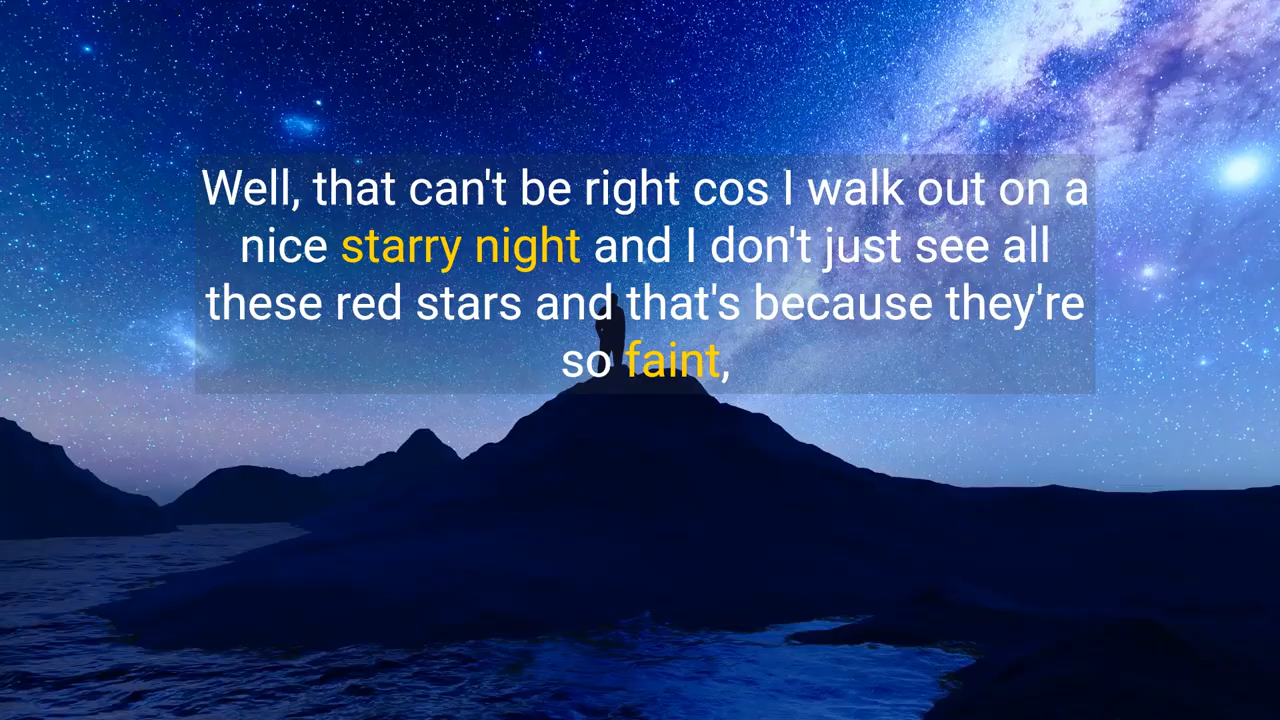 Well, that can't be right cos I walk out on a
nice starry night and I don't just see all
these red stars and that's because they're
so faint,